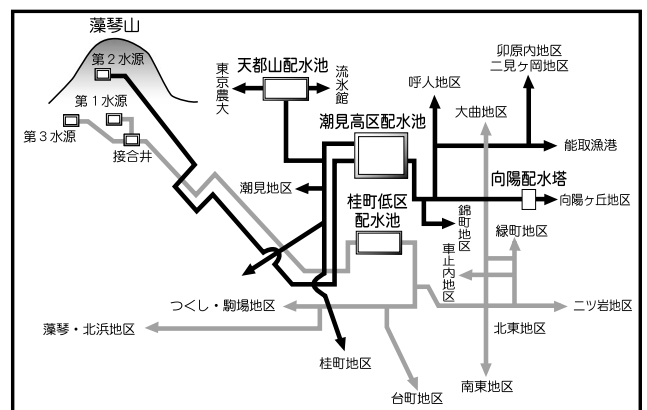 藻琴山
第2水源
第1水源
第3水源
接合井
東京農大
天都山配水池
流氷館
潮見高区配水池
呼人地区
卯原内地区
二見ヶ岡地区
大曲地区
能取漁港
潮見地区
桂町低区
配水池
向陽配水塔
向陽ヶ丘地区
錦町地区
緑町地区
車止内地区
つくし・駒場地区
二ツ岩地区
藻琴・北浜地区
北東地区
桂町地区
台町地区
南東地区